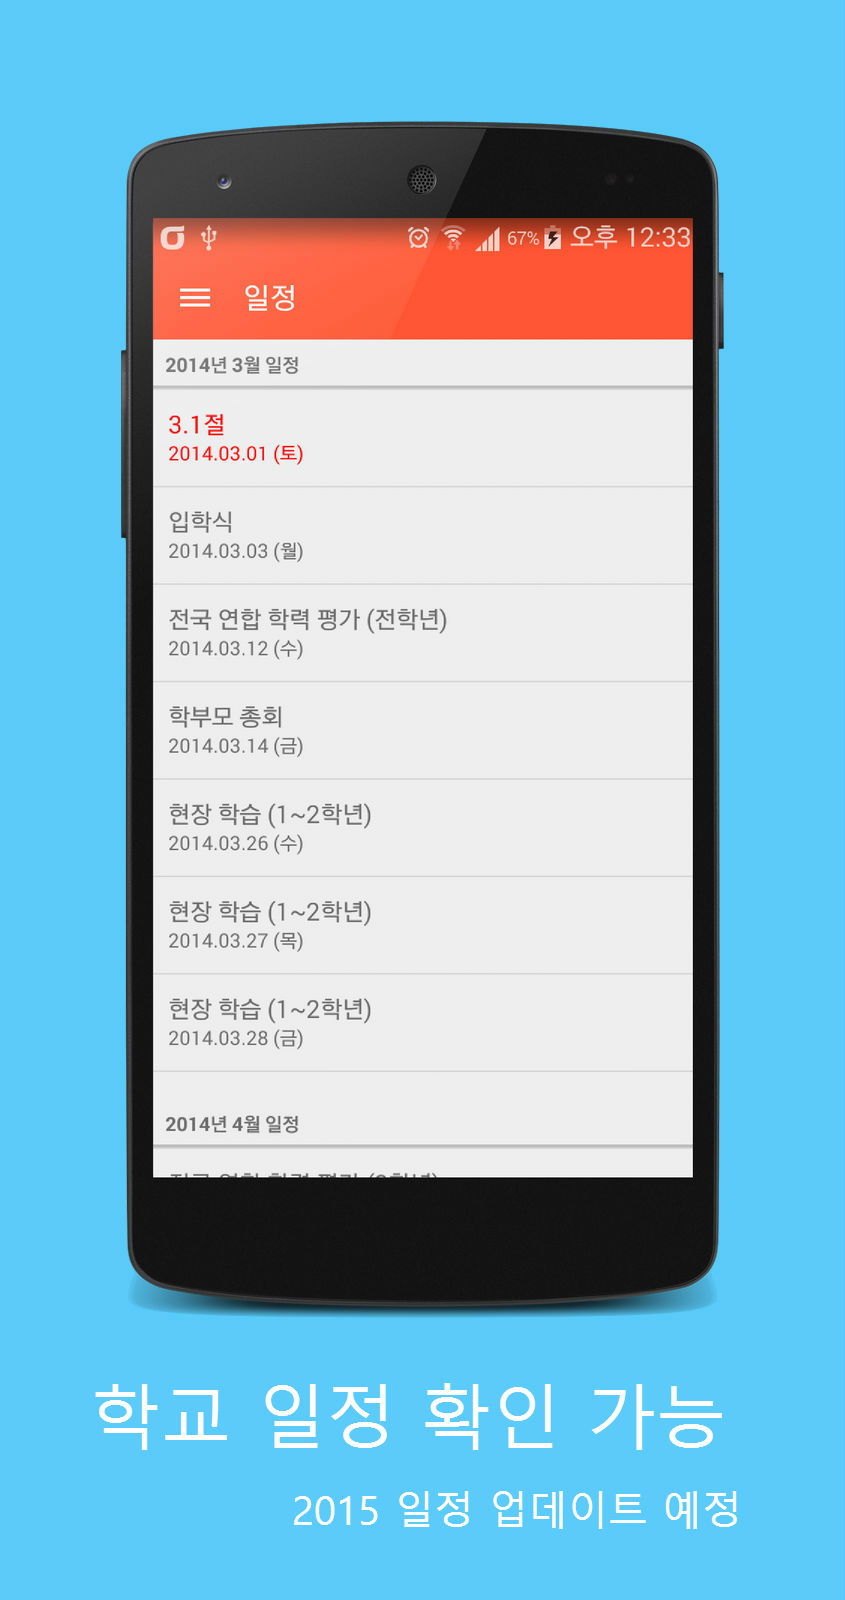 67% 오후 12:33
일정
2014년 3월 일정
3.1절
2014.03.01 (토)
입학식
2014.03.03 (월)
전국 연합 학력 평가 (전학년)
2014.03.12 (수)
학부모 총회
2014.03.14 (금)
현장 학습 (1~2학년)
2014.03.26 (수)
현장 학습 (1~2학년)
2014.03.27 (목)
현장 학습 (1~2학년)
2014.03.28 (금)
2014년 4월 일정
학교 일정 확인 가능
2015 일정 업데이트 예정